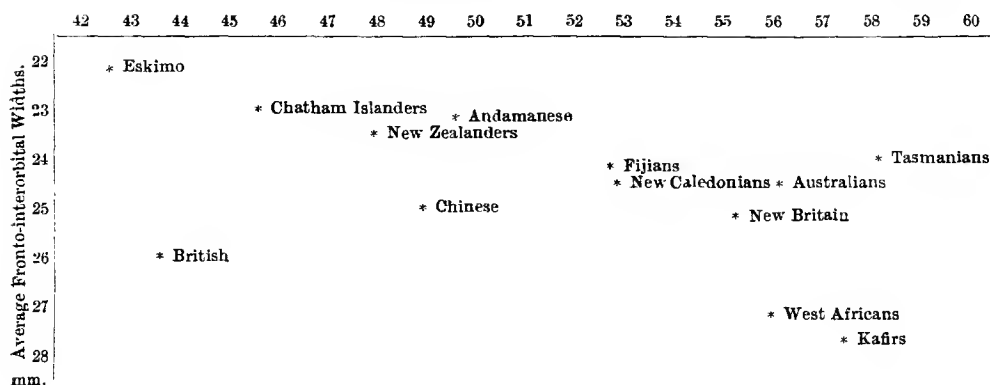 42 43 44 45 46 47 48 49 50 51 52 53 54 55 56 57 58 59 60
Average Fronto-interorbital Widths.
22
* Eskimo
23
* Chatham Islanders
* Andamanese
* New Zealanders
24
* Tasmanians
* Fijians
* New Caledonians
* Australians
25
* Chinese
* New Britain
26
* British
27
* West Africans
* Kafirs
28
mm.